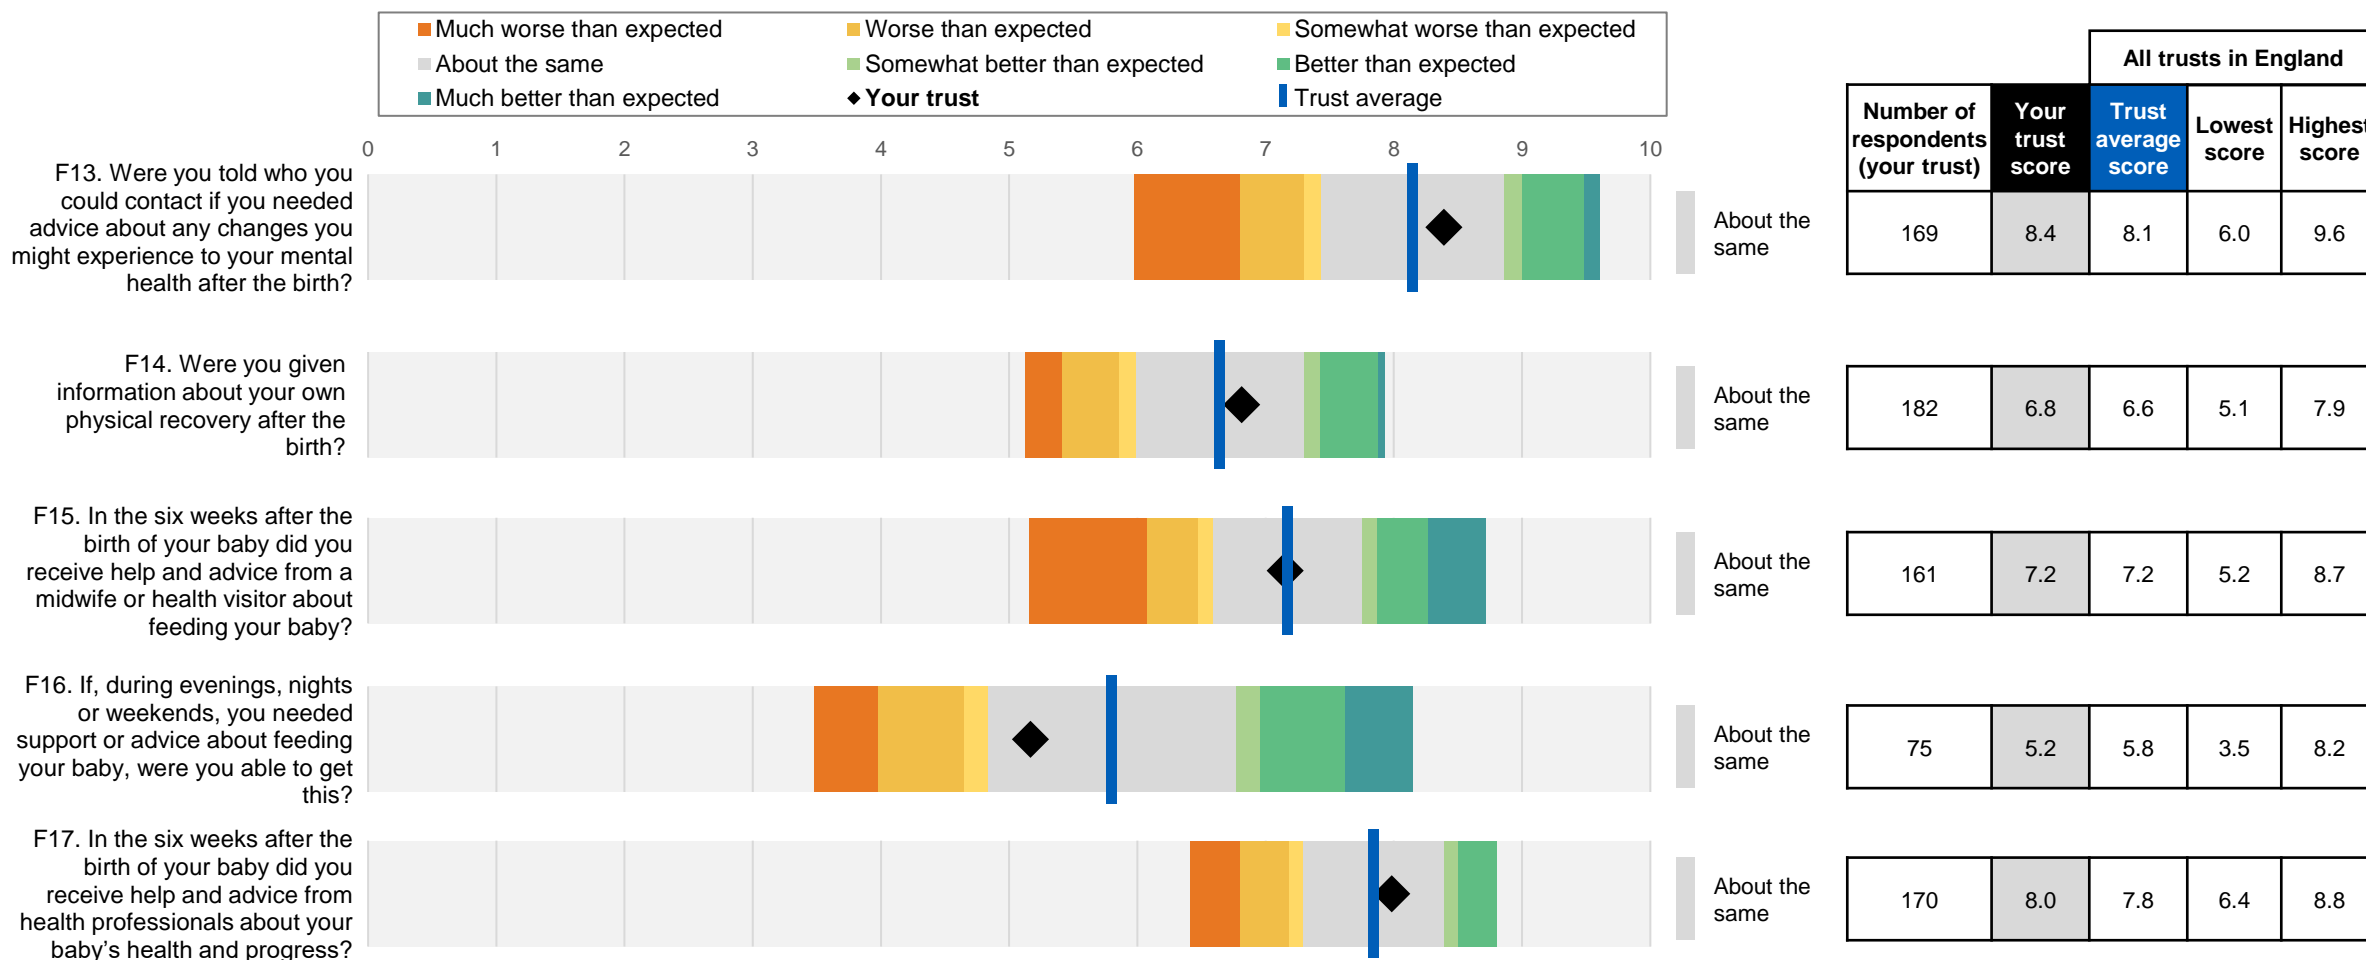 Much worse than expected
Worse than expected
Somewhat worse than expected
About the same
Somewhat better than expected
Better than expected
Much better than expected
Your trust
Trust average
All trusts in England
Number of respondents (your trust)
Your trust score
Trust average score
Lowest score
Highest score
0 1 2 3 4 5 6 7 8 9 10
F13. Were you told who you
could contact if you needed
advice about any changes you
might experience to your mental
health after the birth?
About the
same
169 8.4 8.1 6.0 9.6
F14. Were you given
information about your own
physical recovery after the
birth?
About the
same
182 6.8 6.6 5.1 7.9
F15. In the six weeks after the
birth of your baby did you
receive help and advice from a
midwife or health visitor about
feeding your baby?
About the
same
161 7.2 7.2 5.2 8.7
F16. If, during evenings, nights
or weekends, you needed
support or advice about feeding
your baby, were you able to get
this?
About the
same
75 5.2 5.8 3.5 8.2
F17. In the six weeks after the
birth of your baby did you
receive help and advice from
health professionals about your
baby's health and progress?
About the
same
170 8.0 7.8 6.4 8.8